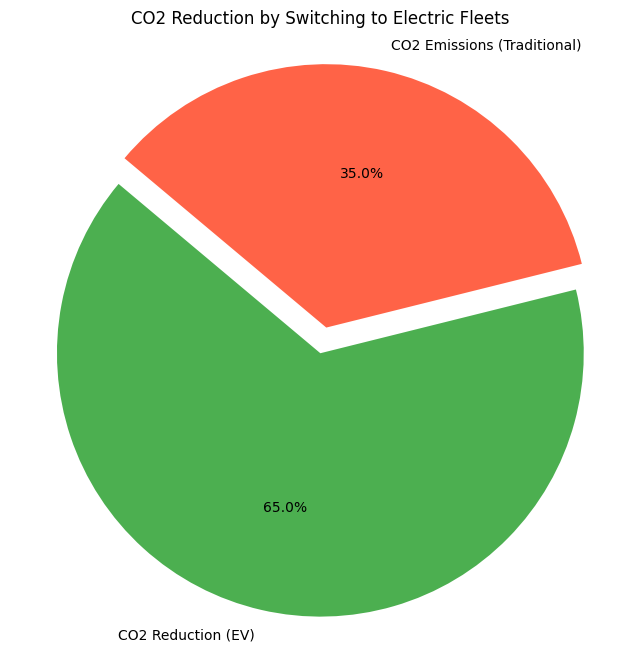 CO2 Reduction by Switching to Electric Fleets
CO2 Emissions (Traditional)
35.0%
65.0%
CO2 Reduction (EV)